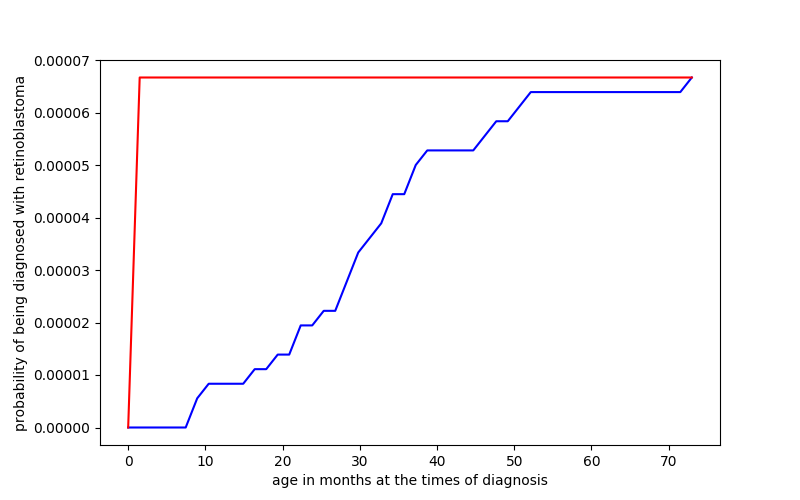 0.00007
0.00006
0.00005
0.00004
0.00003
0.00002
0.00001
0.00000
probability of being diagnosed with retinoblastoma
0 10 20 30 40 50 60 70
age in months at the times of diagnosis